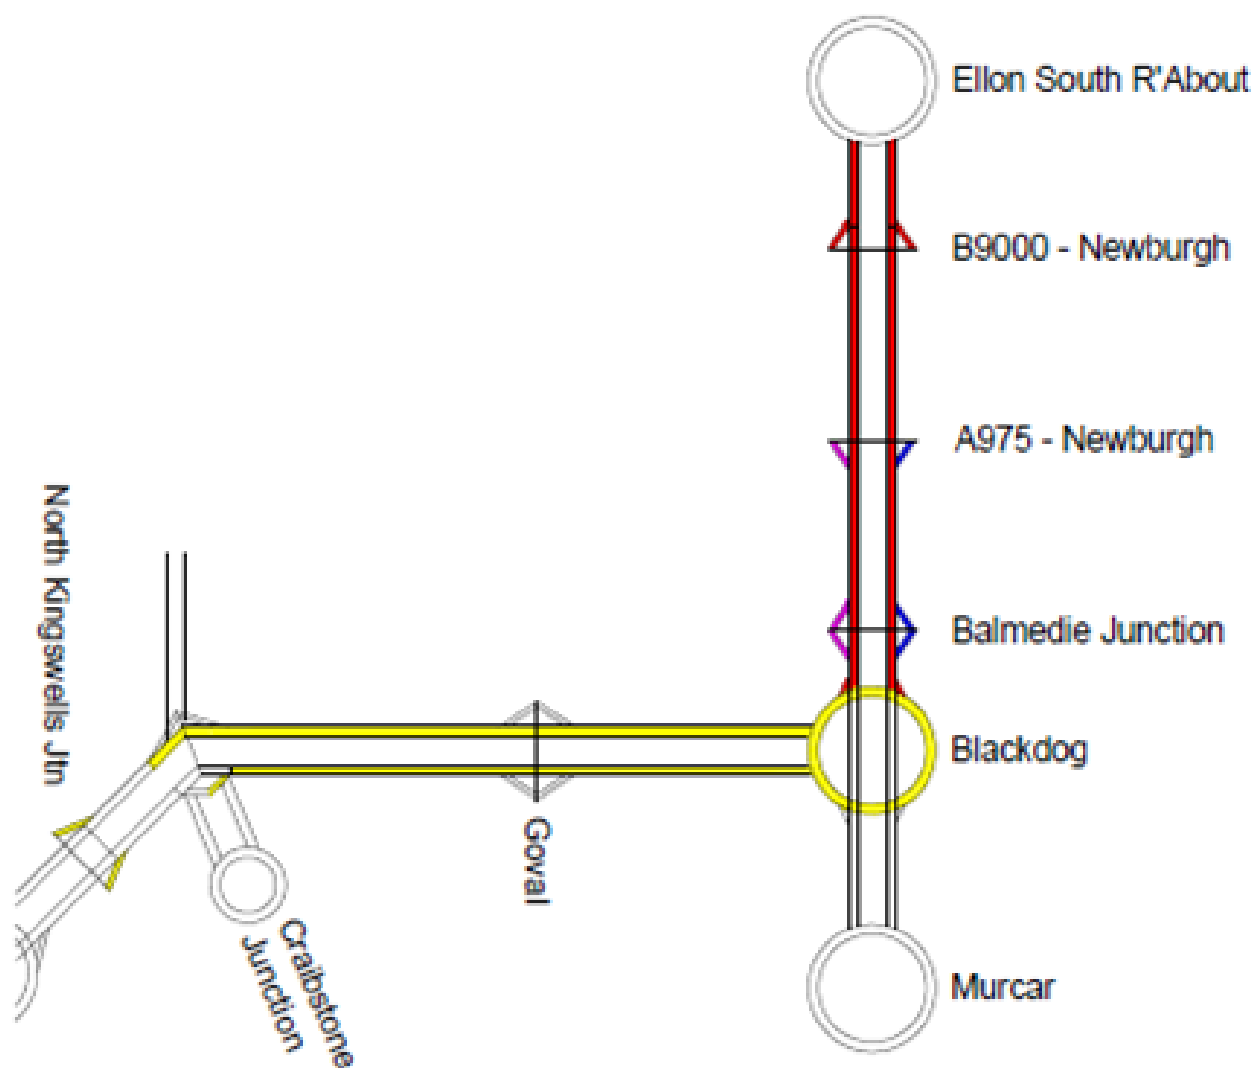 Ellon South R'About
B9000 - Newburgh
A975 - Newburgh
North Kingswells Jtn
Balmedie Junction
Blackdog
Goval
Craibstone
Junction
Murcar